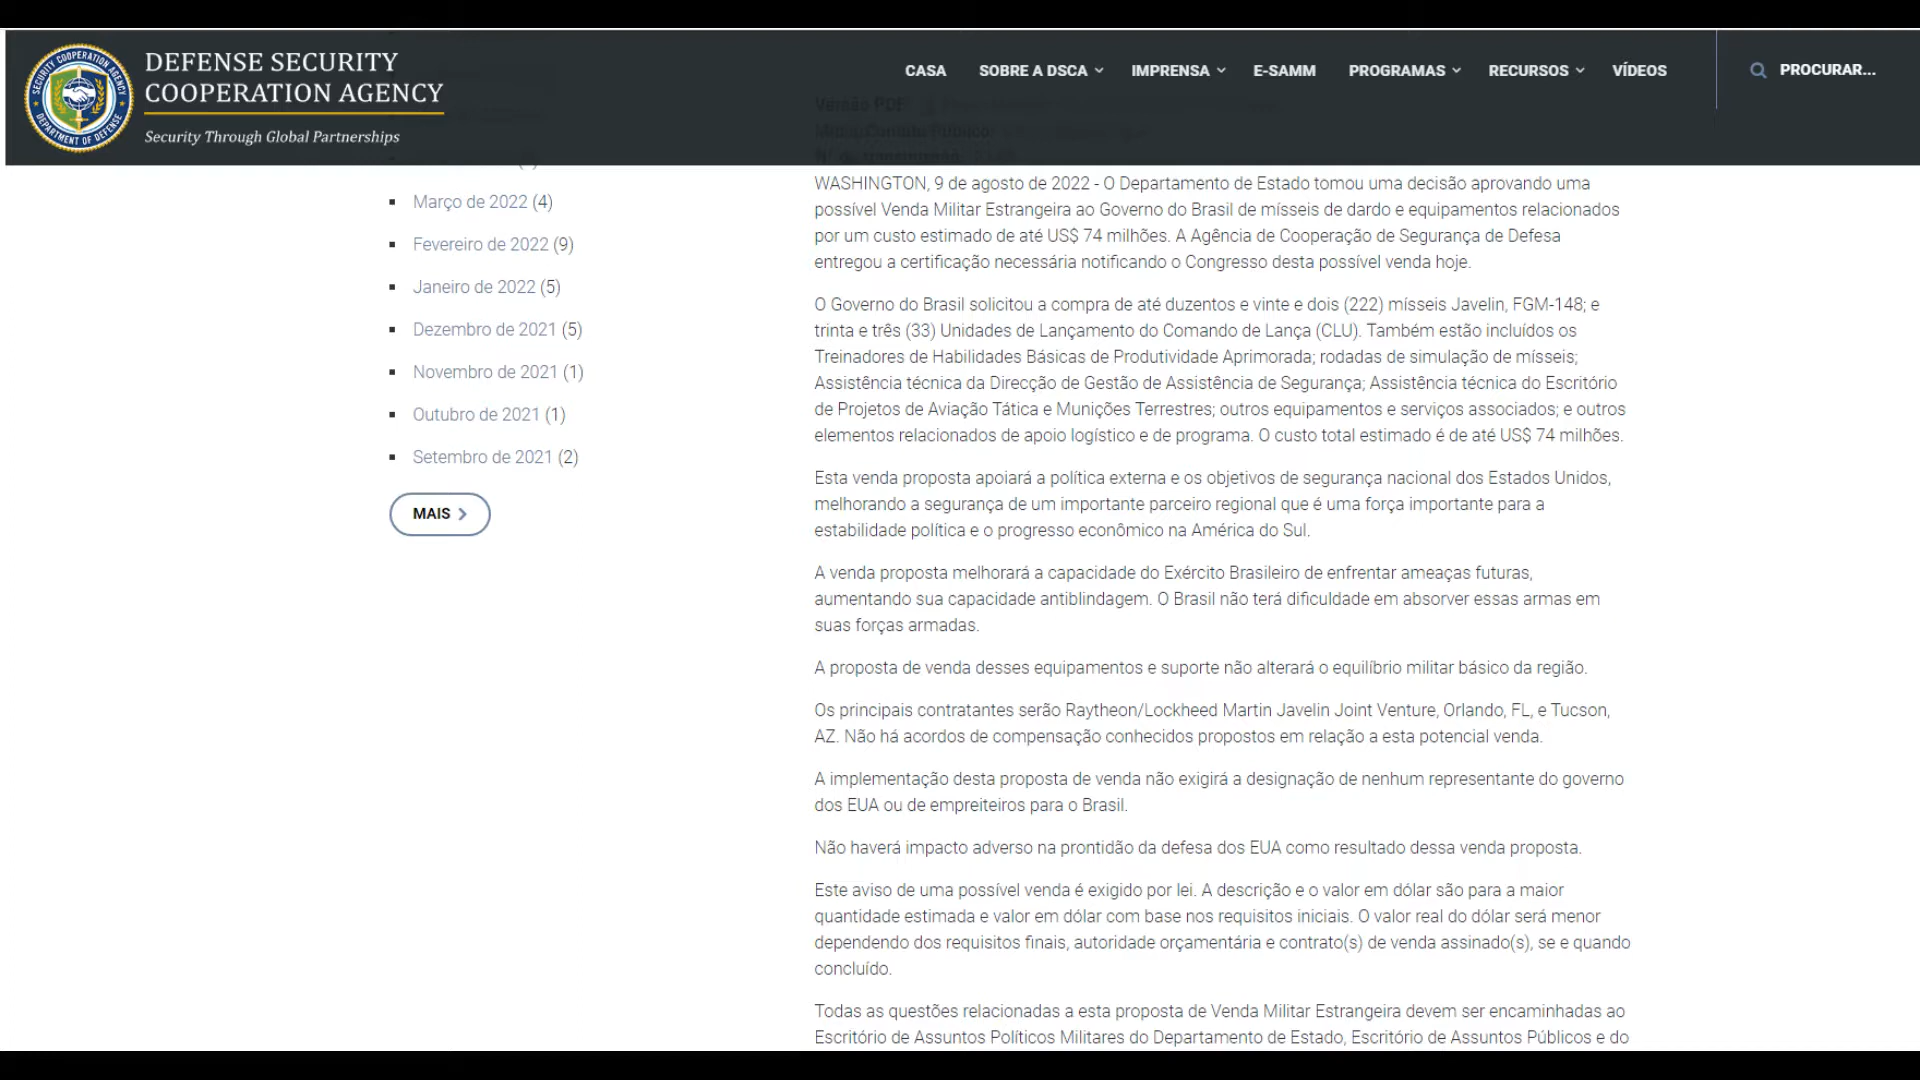 DEFENSE SECURITY
COOPERATION AGENCY
Security Through Global Partnerships
SECURITY COOPERATION AGENCY
DEPARTMENT OF DEFENSE
CASA
SOBRE A DSCA
IMPRENSA
E-SAMM
PROGRAMAS
RECURSOS
VÍDEOS
PROCURAR...
Março de 2022 (4)
Fevereiro de 2022 (9)
Janeiro de 2022 (5)
Dezembro de 2021 (5)
Novembro de 2021 (1)
Outubro de 2021 (1)
Setembro de 2021 (2)
MAIS
Versão PDF
WASHINGTON, 9 de agosto de 2022 - O Departamento de Estado tomou uma decisão aprovando uma
possível Venda Militar Estrangeira ao Governo do Brasil de mísseis de dardo e equipamentos relacionados
por um custo estimado de até US$ 74 milhões. A Agência de Cooperação de Segurança de Defesa
entregou a certificação necessária notificando o Congresso desta possível venda hoje.
O Governo do Brasil solicitou a compra de até duzentos e vinte e dois (222) mísseis Javelin, FGM-148; e
trinta e três (33) Unidades de Lançamento do Comando de Lança (CLU). Também estão incluídos os
Treinadores de Habilidades Básicas de Produtividade Aprimorada; rodadas de simulação de mísseis;
Assistência técnica da Direcção de Gestão de Assistência de Segurança; Assistência técnica do Escritório
de Projetos de Aviação Tática e Munições Terrestres; outros equipamentos e serviços associados; e outros
elementos relacionados de apoio logístico e de programa. O custo total estimado é de até US$ 74 milhões.
Esta venda proposta apoiará a política externa e os objetivos de segurança nacional dos Estados Unidos,
melhorando a segurança de um importante parceiro regional que é uma força importante para a
estabilidade política e o progresso econômico na América do Sul.
A venda proposta melhorará a capacidade do Exército Brasileiro de enfrentar ameaças futuras,
aumentando sua capacidade antiblindagem. O Brasil não terá dificuldade em absorver essas armas em
suas forças armadas.
A proposta de venda desses equipamentos e suporte não alterará o equilíbrio militar básico da região.
Os principais contratantes serão Raytheon/Lockheed Martin Javelin Joint Venture, Orlando, FL, e Tucson,
AZ. Não há acordos de compensação conhecidos propostos em relação a esta potencial venda.
A implementação desta proposta de venda não exigirá a designação de nenhum representante do governo
dos EUA ou de empreiteiros para o Brasil.
Não haverá impacto adverso na prontidão da defesa dos EUA como resultado dessa venda proposta.
Este aviso de uma possível venda é exigido por lei. A descrição e o valor em dólar são para a maior
quantidade estimada e valor em dólar com base nos requisitos iniciais. O valor real do dólar será menor
dependendo dos requisitos finais, autoridade orçamentária e contrato(s) de venda assinado(s), se e quando
concluído.
Todas as questões relacionadas a esta proposta de Venda Militar Estrangeira devem ser encaminhadas ao
Escritório de Assuntos Políticos Militares do Departamento de Estado, Escritório de Assuntos Públicos e do